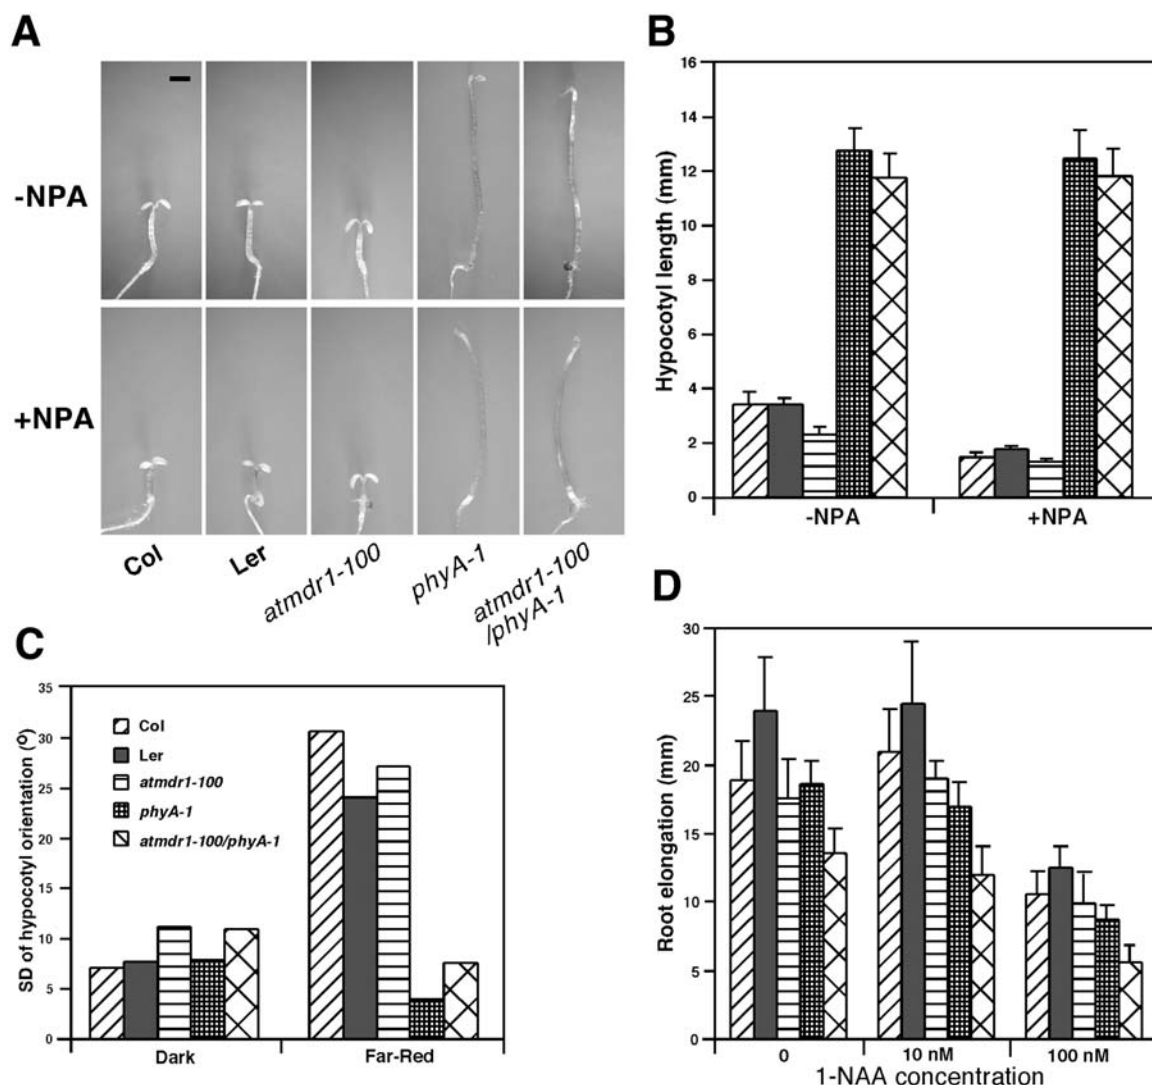 A
-NPA
+NPA
Col
Ler
atmdr1-100
phyA-1
atmdr1-100
/phyA-1
B
Hypocotyl length (mm)
16
14
12
10
8
6
4
2
0
-NPA
+NPA
C
SD of hypocotyl orientation (º)
35
30
25
20
15
10
5
0
Col
Ler
atmdr1-100
phyA-1
atmdr1-100/phyA-1
Dark
Far-Red
D
Root elongation (mm)
30
25
20
15
10
5
0
0
10 nM
100 nM
1-NAA concentration